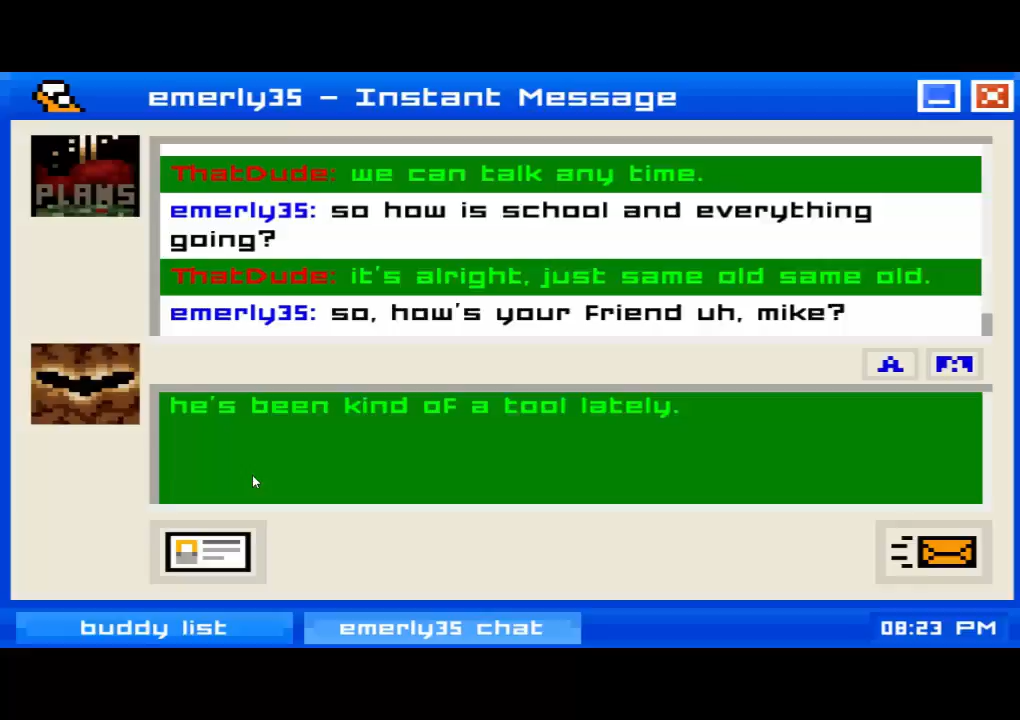 emerly35 - Instant Message
PLANS
ThatDude: we can talk any time.
emerly35: so how is school and everything
going?
ThatDude: it's alright, just same old same old.
emerly35: so, how's your friend uh, mike?
A
he's been kind of a tool lately.
buddy list
emerly35 chat
08:23 PM